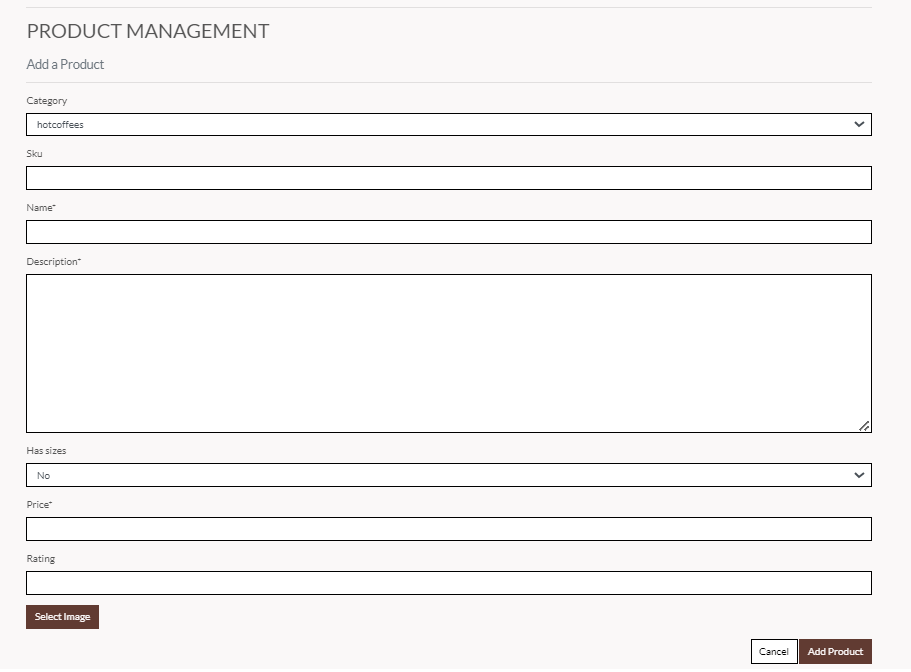 PRODUCT MANAGEMENT
Add a Product
Category
hotcoffees
Sku
Name*
Description*
Has sizes
No
Price*
Rating
Select Image
Cancel Add Product